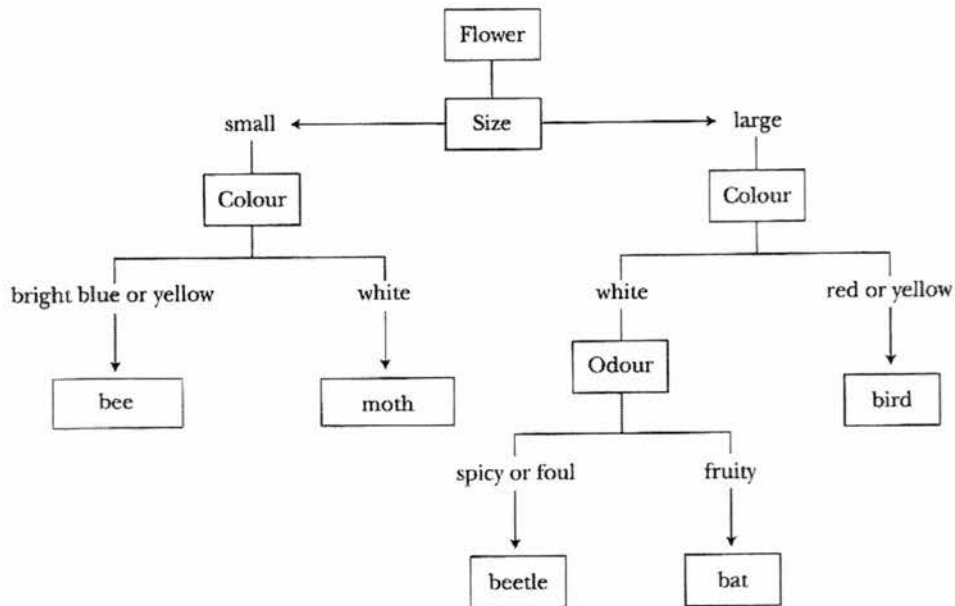 Flower
small
Size
large
Colour
Colour
bright blue or yellow
white
white
red or yellow
Odour
bee
moth
bird
spicy or foul
fruity
beetle
bat